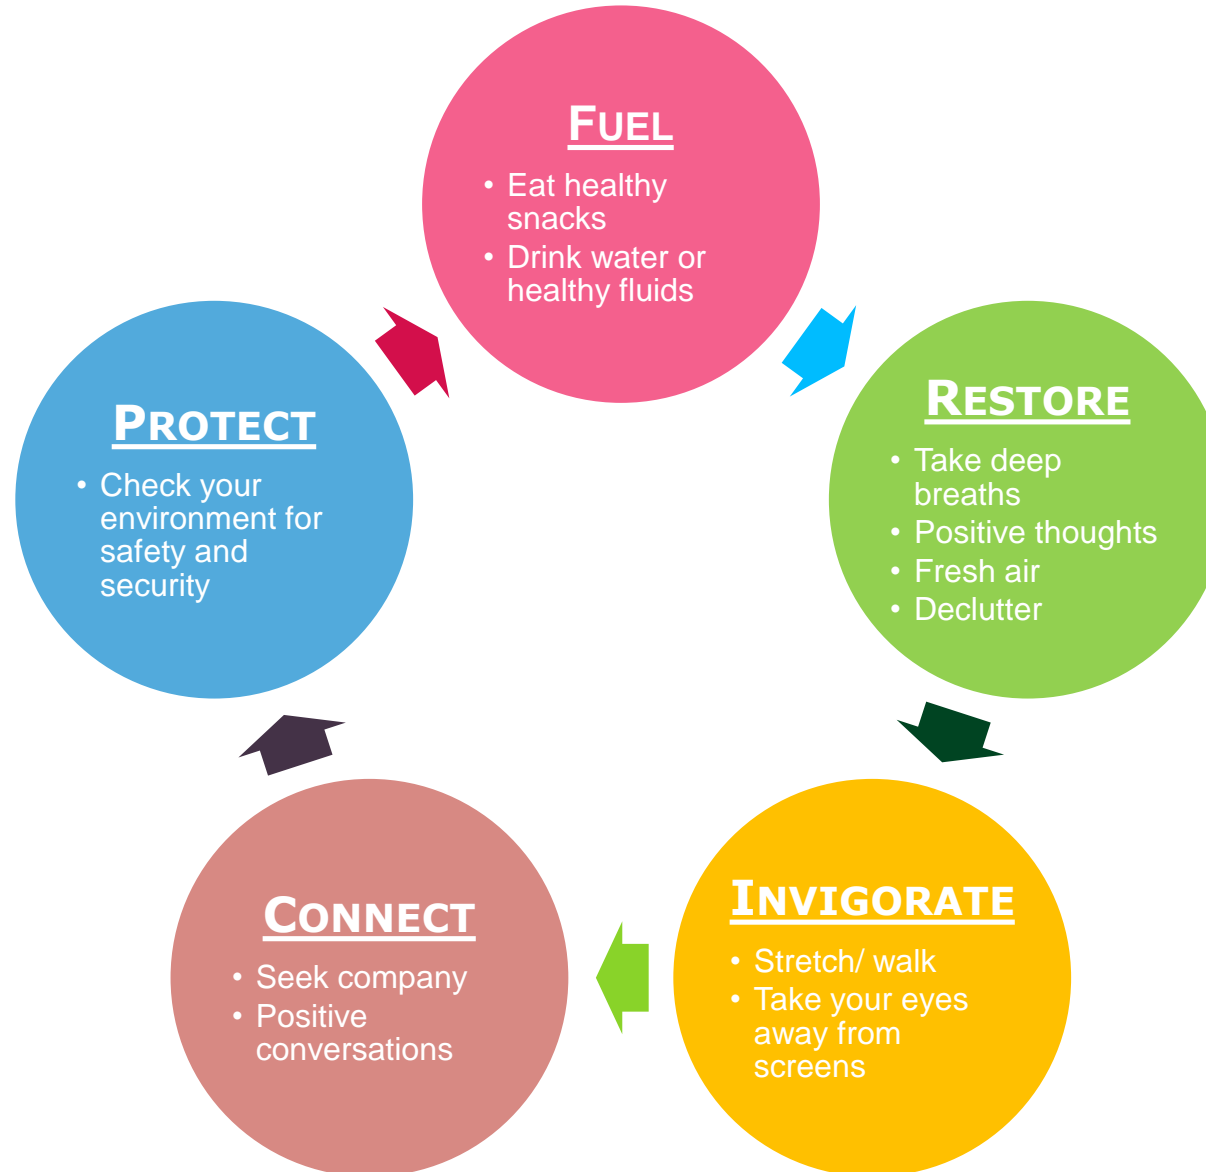 FUEL
• Eat healthy
snacks
• Drink water or
healthy fluids
RESTORE
• Take deep
breaths
• Positive thoughts
• Fresh air
• Declutter
INVIGORATE
• Stretch/ walk
• Take your eyes
away from
screens
CONNECT
• Seek company
• Positive
conversations
PROTECT
• Check your
environment for
safety and
security